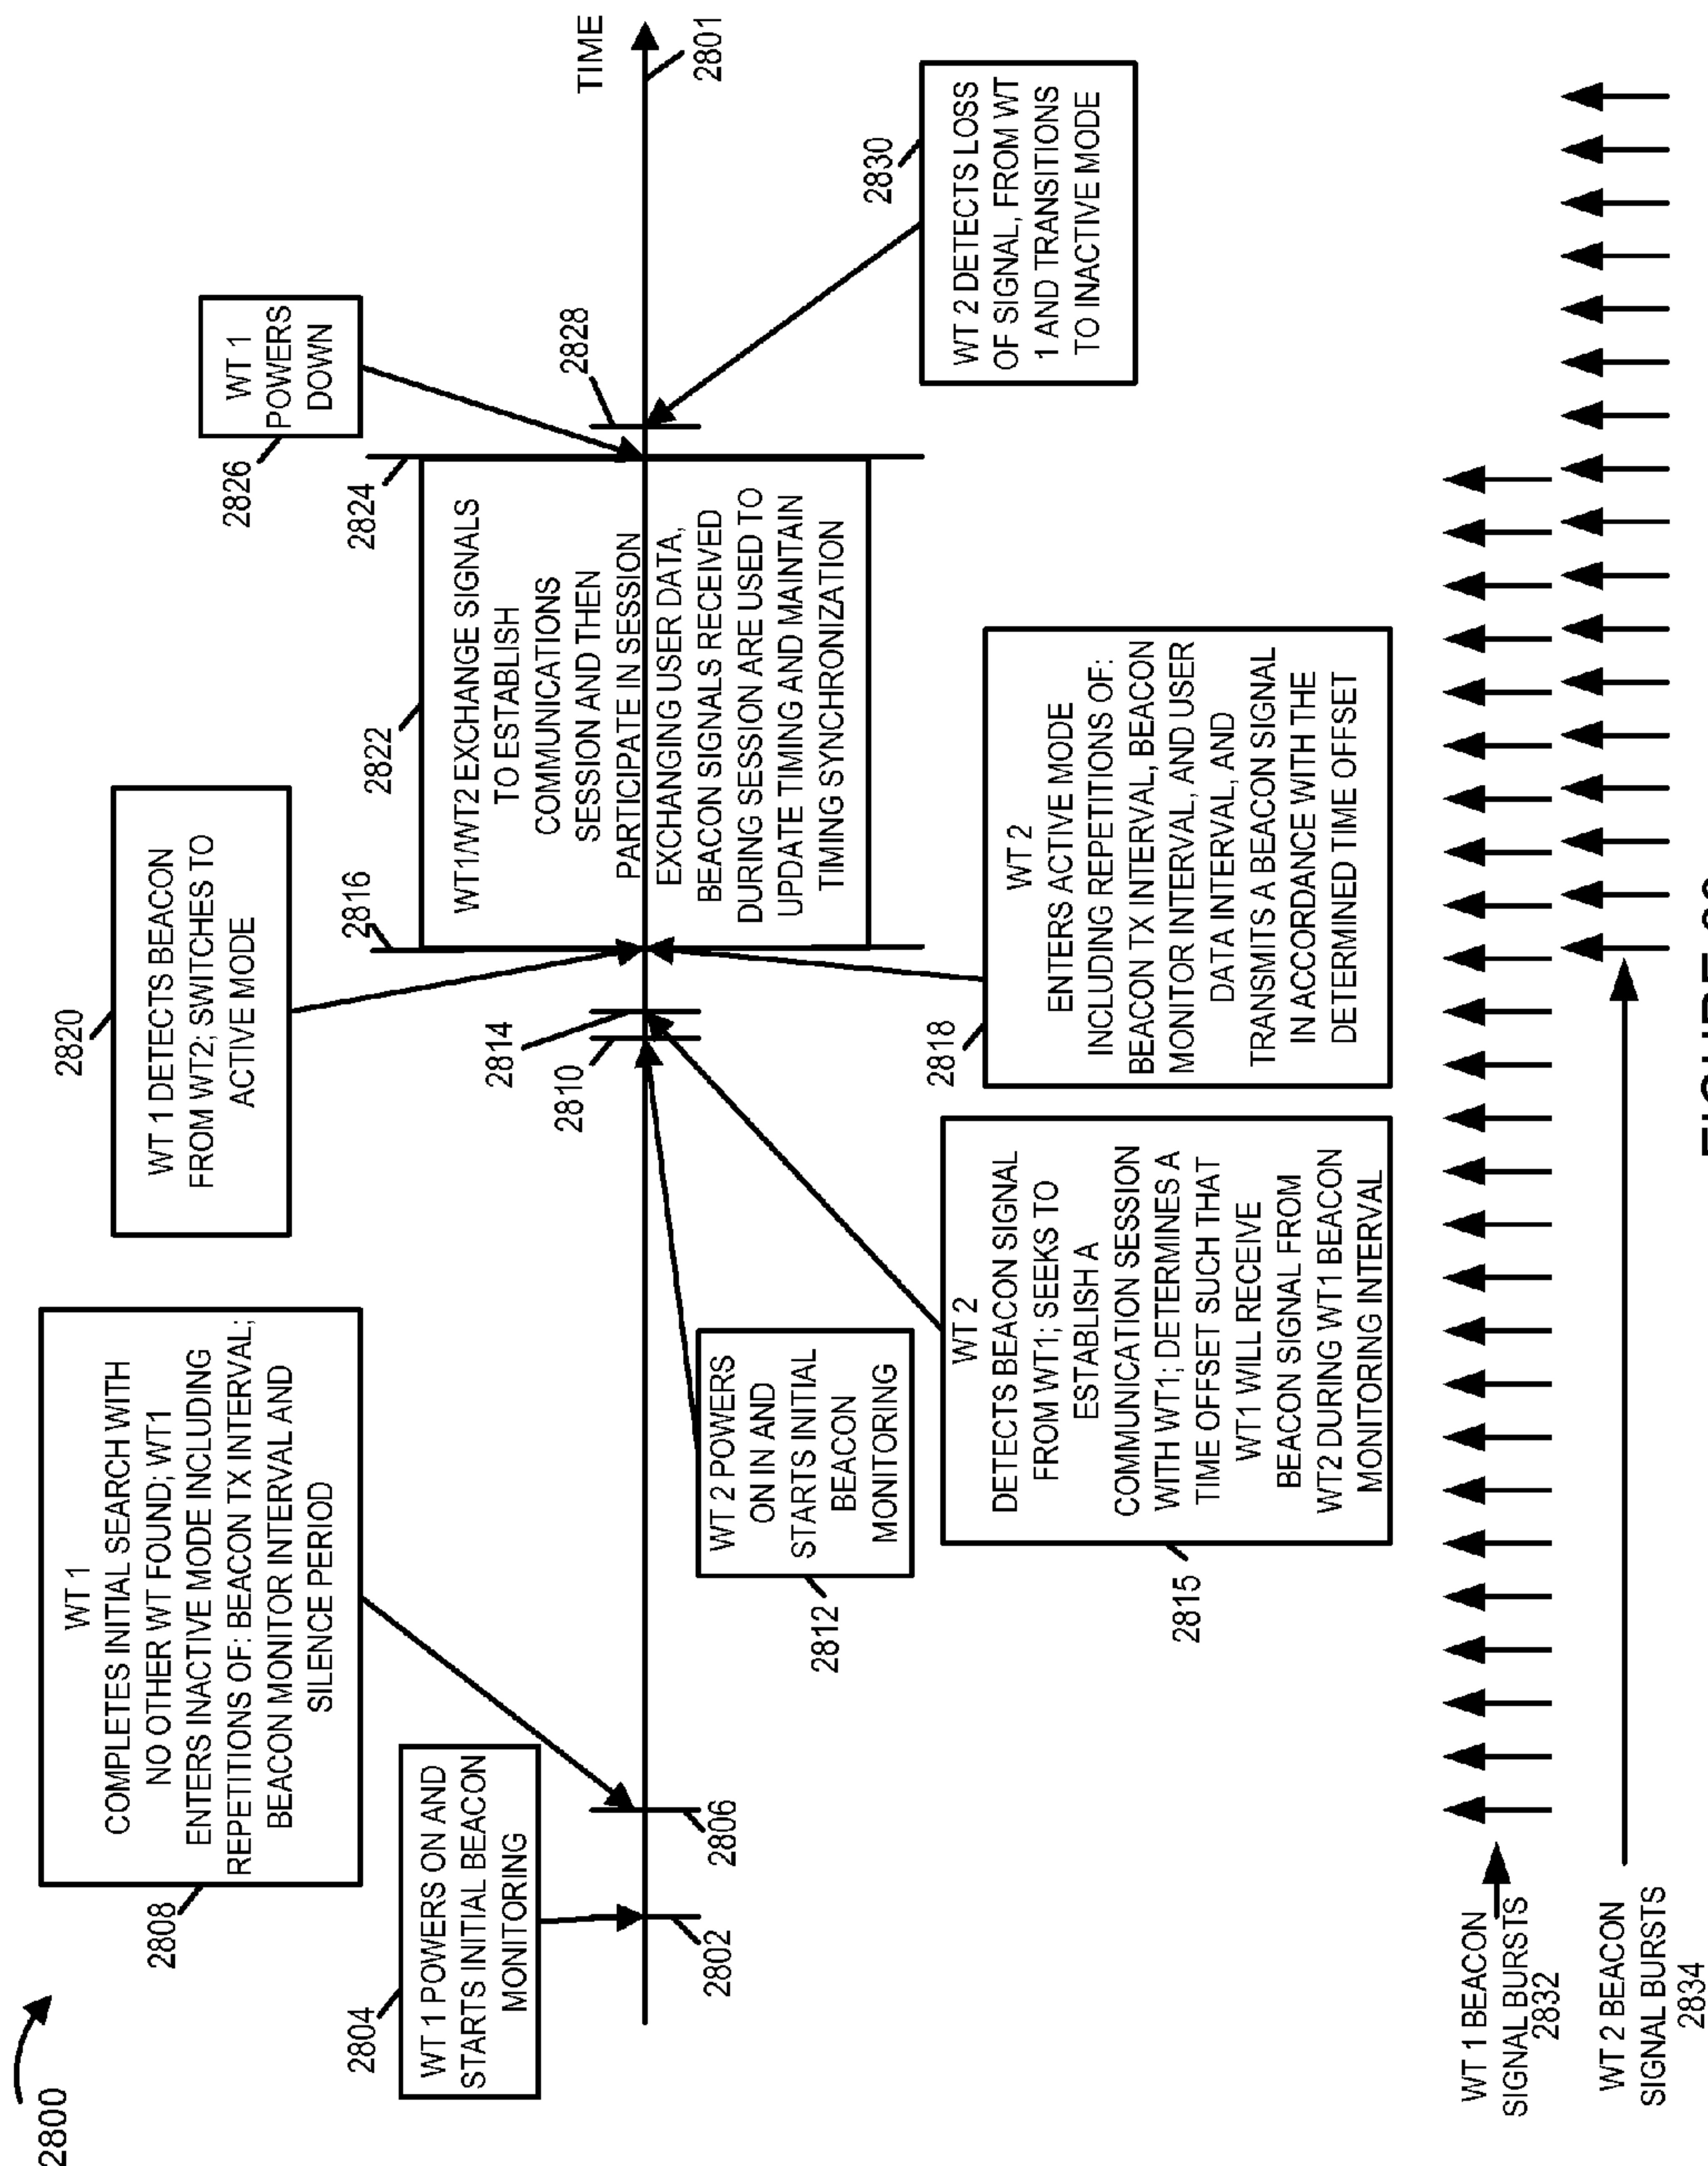 2800
2808
WT 1
COMPLETES INITIAL SEARCH WITH
NO OTHER WT FOUND; WT1
ENTERS INACTIVE MODE INCLUDING
REPETITIONS OF: BEACON TX INTERVAL;
BEACON MONITOR INTERVAL AND
SILENCE PERIOD
2820
WT 1 DETECTS BEACON
FROM WT2; SWITCHES TO
ACTIVE MODE
2826
WT 1
POWERS
DOWN
2804
WT 1 POWERS ON AND
STARTS INITIAL BEACON
MONITORING
2816
2822
2824
WT1/WT2 EXCHANGE SIGNALS
TO ESTABLISH
COMMUNICATIONS
SESSION AND THEN
PARTICIPATE IN SESSION
EXCHANGING USER DATA,
BEACON SIGNALS RECEIVED
DURING SESSION ARE USED TO
UPDATE TIMING AND MAINTAIN
TIMING SYNCHRONIZATION
2814
2810
2828
TIME
2801
2802
2806
2812
WT 2 POWERS
ON IN AND
STARTS INITIAL
BEACON
MONITORING
2830
WT 2 DETECTS LOSS
OF SIGNAL, FROM WT
1 AND TRANSITIONS
TO INACTIVE MODE
2815
WT 2
DETECTS BEACON SIGNAL
FROM WT1; SEEKS TO
ESTABLISH A
COMMUNICATION SESSION
WITH WT1; DETERMINES A
TIME OFFSET SUCH THAT
WT1 WILL RECEIVE
BEACON SIGNAL FROM
WT2 DURING WT1 BEACON
MONITORING INTERVAL
2818
WT 2
ENTERS ACTIVE MODE
INCLUDING REPETITIONS OF:
BEACON TX INTERVAL, BEACON
MONITOR INTERVAL, AND USER
DATA INTERVAL, AND
TRANSMITS A BEACON SIGNAL
IN ACCORDANCE WITH THE
DETERMINED TIME OFFSET
WT 1 BEACON
SIGNAL BURSTS
2832
WT 2 BEACON
SIGNAL BURSTS
2834